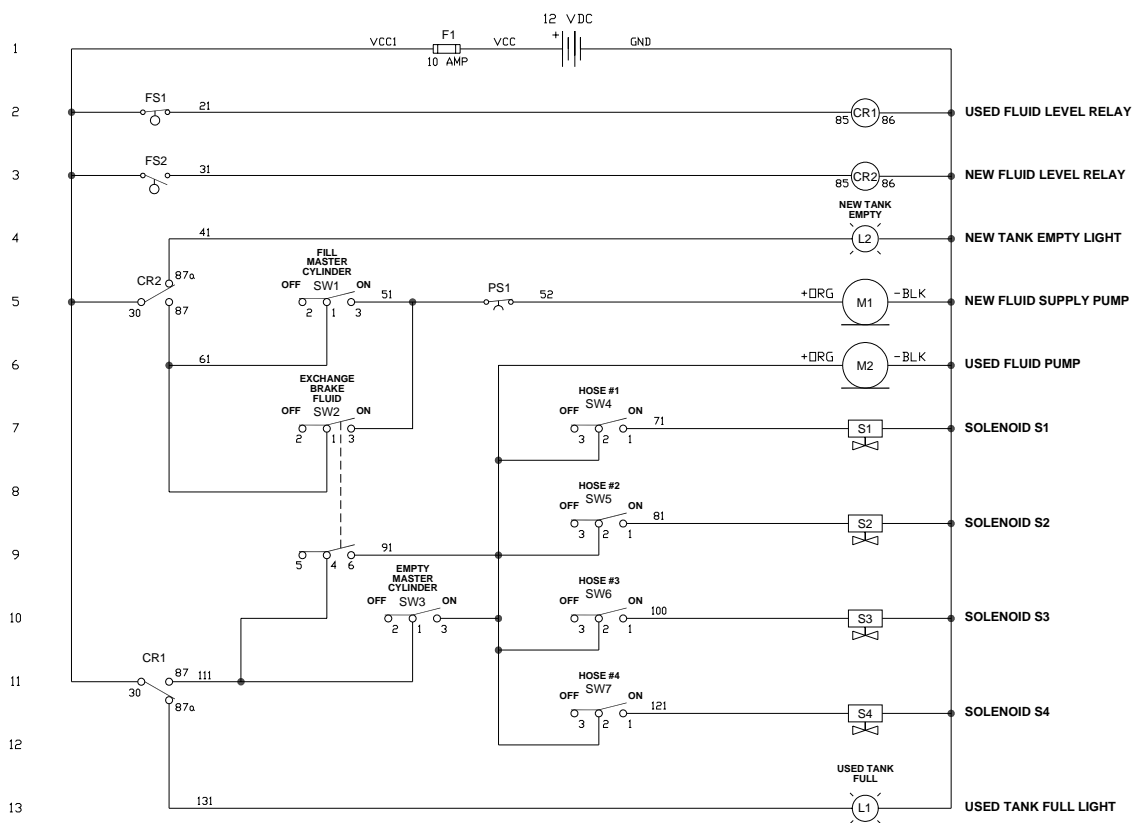 12 VDC
1 VCC1 F1 VCC + GND
10 AMP
2 FS1 21 CR1 85 86 USED FLUID LEVEL RELAY
3 FS2 31 CR2 85 86 NEW FLUID LEVEL RELAY
NEW TANK
EMPTY
4 41 L2 NEW TANK EMPTY LIGHT
FILL
MASTER
CYLINDER
CR2 87a OFF SW1 ON
5 30 87 2 1 3 51 PS1 52 +ORG M1 -BLK NEW FLUID SUPPLY PUMP
6 61 +ORG M2 -BLK USED FLUID PUMP
EXCHANGE
BRAKE
FLUID
OFF SW2 ON
HOSE #1
OFF SW4 ON
7 2 1 3 3 2 1 71 S1 SOLENOID S1
8
HOSE #2
OFF SW5 ON
3 2 1 81 S2 SOLENOID S2
9 5 4 6 91
EMPTY
MASTER
CYLINDER
OFF SW3 ON
HOSE #3
OFF SW6 ON
10 2 1 3 3 2 1 100 S3 SOLENOID S3
CR1
11 30 87 111
87a
HOSE #4
OFF SW7 ON
3 2 1 121 S4 SOLENOID S4
12
USED TANK
FULL
13 131 L1 USED TANK FULL LIGHT